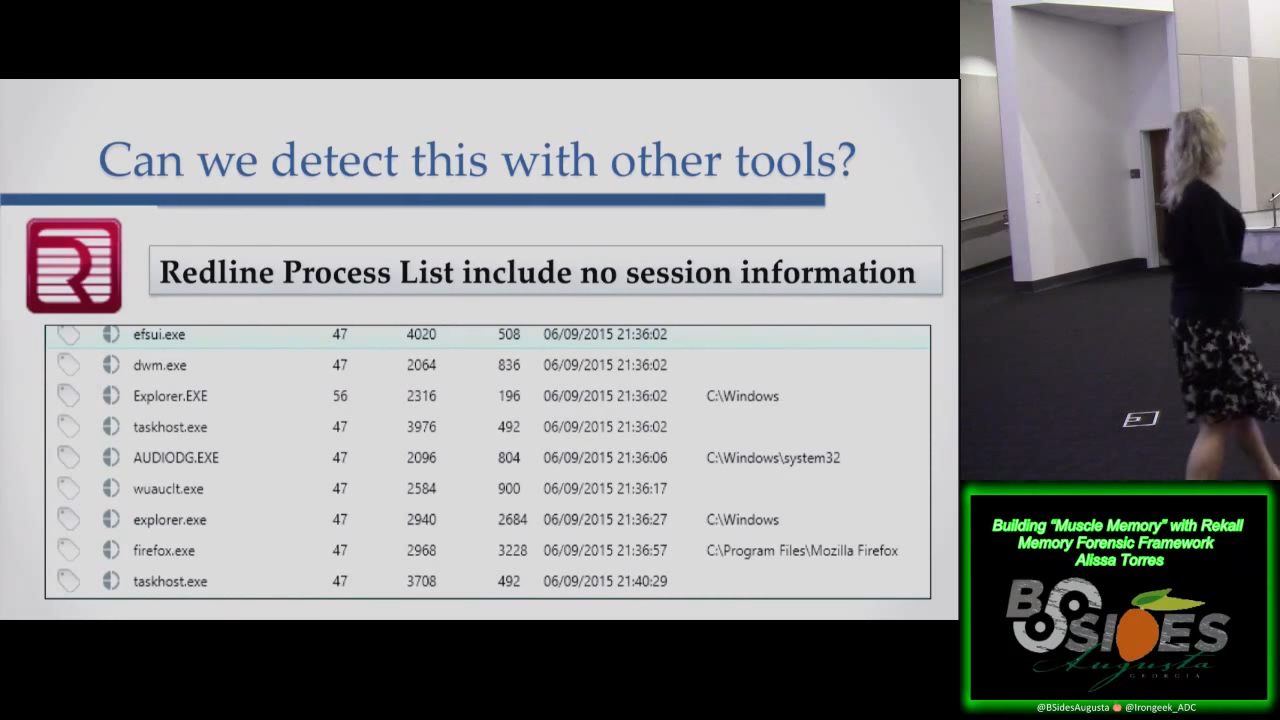 Can we detect this with other tools?
R
Redline Process List include no session information
efsui.exe 47 4020 508 06/09/2015 21:36:02
dwm.exe 47 2064 836 06/09/2015 21:36:02
Explorer.EXE 56 2316 196 06/09/2015 21:36:02 C:\Windows
taskhost.exe 47 3976 492 06/09/2015 21:36:02
AUDIODG.EXE 47 2096 804 06/09/2015 21:36:06 C:\Windows\system32
wuauclt.exe 47 2584 900 06/09/2015 21:36:17
explorer.exe 47 2940 2684 06/09/2015 21:36:27 C:\Windows
firefox.exe 47 2968 3228 06/09/2015 21:36:57 C:\Program Files\Mozilla Firefox
taskhost.exe 47 3708 492 06/09/2015 21:40:29
Building “Muscle Memory” with Rekall
Memory Forensic Framework
Alissa Torres
BSIDES
Augusta
GEORGIA
@BSidesAugusta @Irongeek_ADC